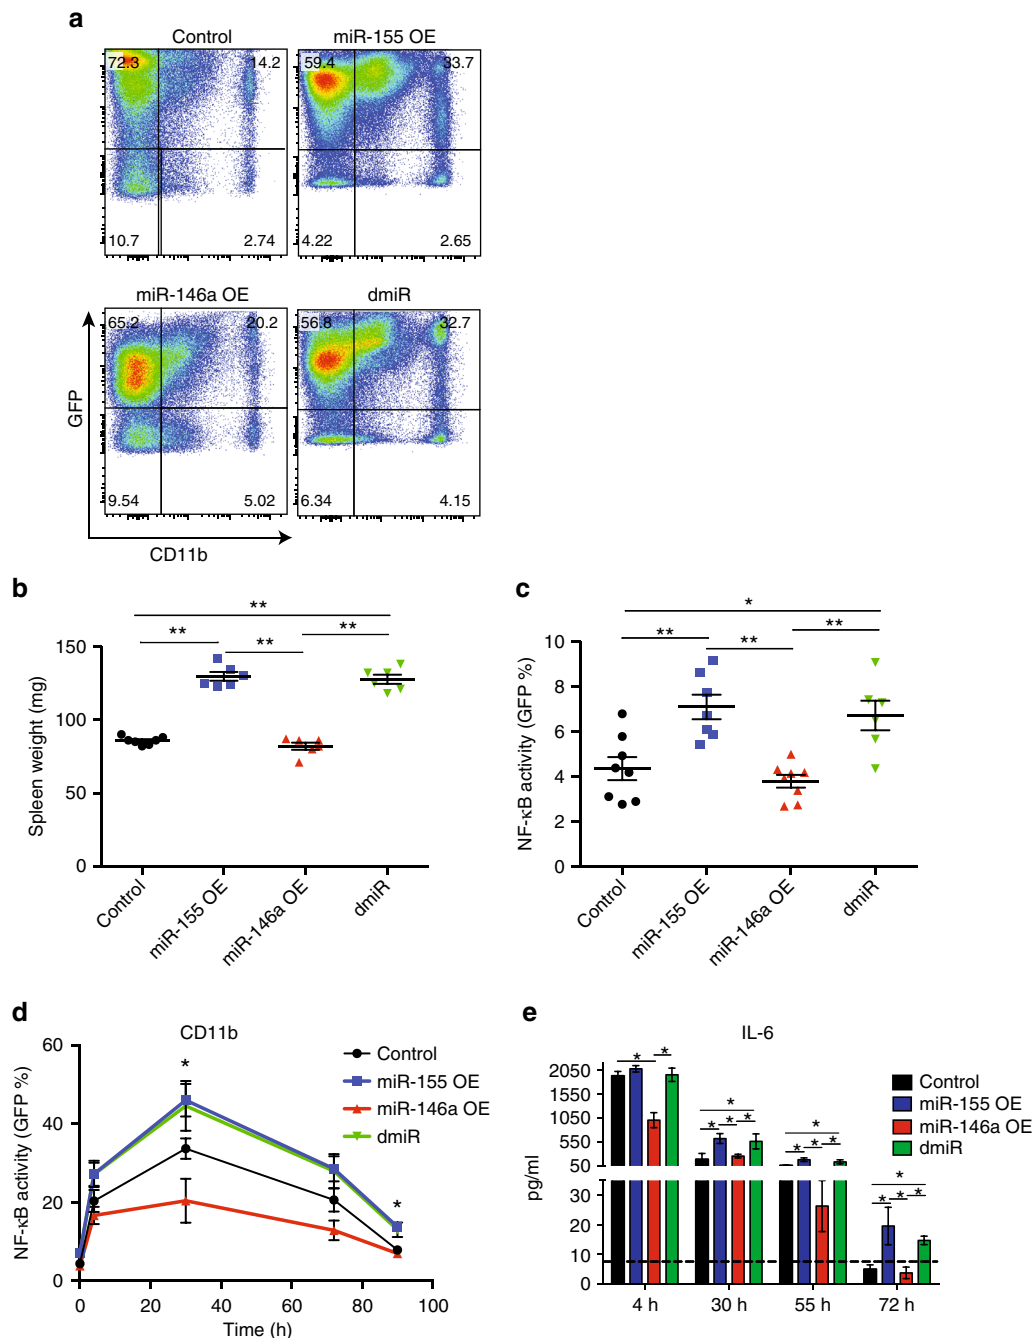 a
Control
miR-155 OE
72.3
14.2
59.4
33.7
10.7
2.74
4.22
2.65
miR-146a OE
dmiR
65.2
20.2
56.8
32.7
9.54
5.02
6.34
4.15
GFP
CD11b
b
**
**
**
**
150
100
50
0
Spleen weight (mg)
Control
miR-155 OE
miR-146a OE
dmiR
c
*
**
**
**
10
8
6
4
2
0
NF-κB activity (GFP %)
Control
miR-155 OE
miR-146a OE
dmiR
d
CD11b
60
40
20
0
NF-κB activity (GFP %)
*
*
Control
miR-155 OE
miR-146a OE
dmiR
0 20 40 60 80 100
Time (h)
e
IL-6
2050
1550
1050
550
50
30
20
10
0
pg/ml
* *
* * * *
* * * *
* * * *
Control
miR-155 OE
miR-146a OE
dmiR
4 h 30 h 55 h 72 h